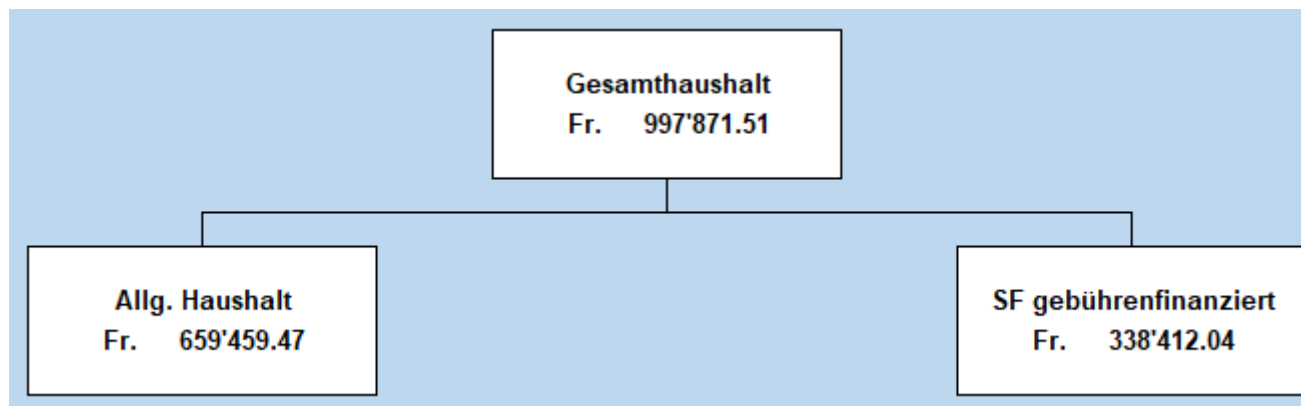 Gesamthaushalt
Fr. 997'871.51
Allg. Haushalt
Fr. 659'459.47
SF gebührenfinanziert
Fr. 338'412.04